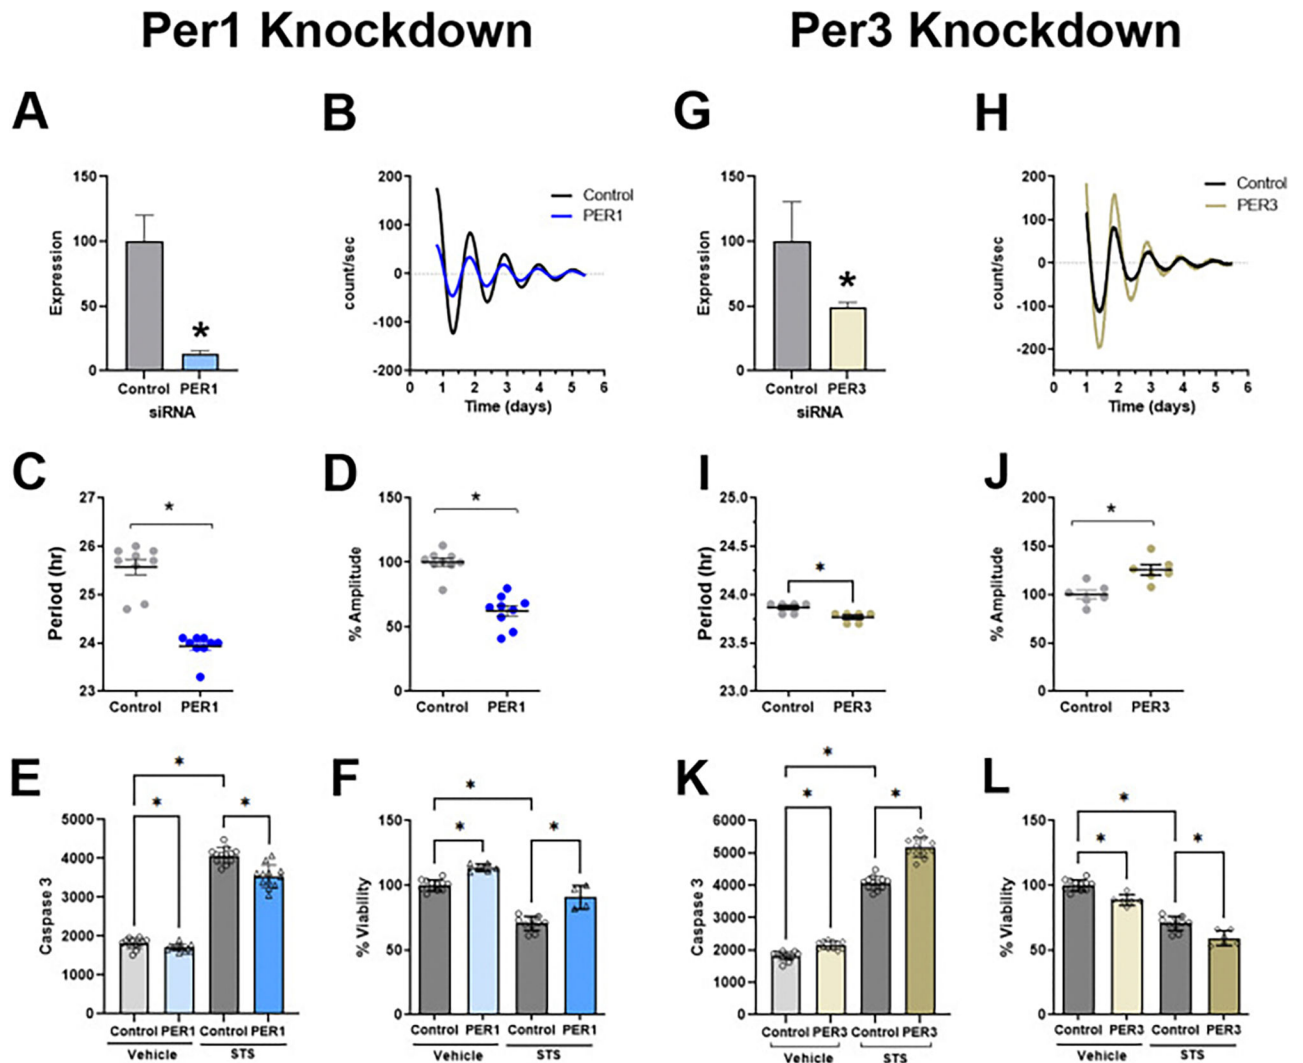 Per1 Knockdown
Per3 Knockdown
A
150
100
50
0
Expression
*
Control PER1
siRNA
B
200
100
0
-100
-200
count/sec
Control
PER1
0 1 2 3 4 5 6
Time (days)
G
150
100
50
0
Expression
*
Control PER3
siRNA
H
200
100
0
-100
-200
count/sec
Control
PER3
0 1 2 3 4 5 6
Time (days)
C
27
26
25
24
23
Period (hr)
*
Control PER1
D
150
100
50
0
% Amplitude
*
Control PER1
I
25.0
24.5
24.0
23.5
23.0
Period (hr)
*
Control PER3
J
200
150
100
50
0
% Amplitude
*
Control PER3
E
5000
4000
3000
2000
1000
0
Caspase 3
*
* *
Control PER1 Control PER1
Vehicle STS
F
150
100
50
0
% Viability
*
* *
Control PER1 Control PER1
Vehicle STS
K
6000
5000
4000
3000
2000
1000
0
Caspase 3
*
* *
Control PER3 Control PER3
Vehicle STS
L
150
100
50
0
% Viability
*
* *
Control PER3 Control PER3
Vehicle STS